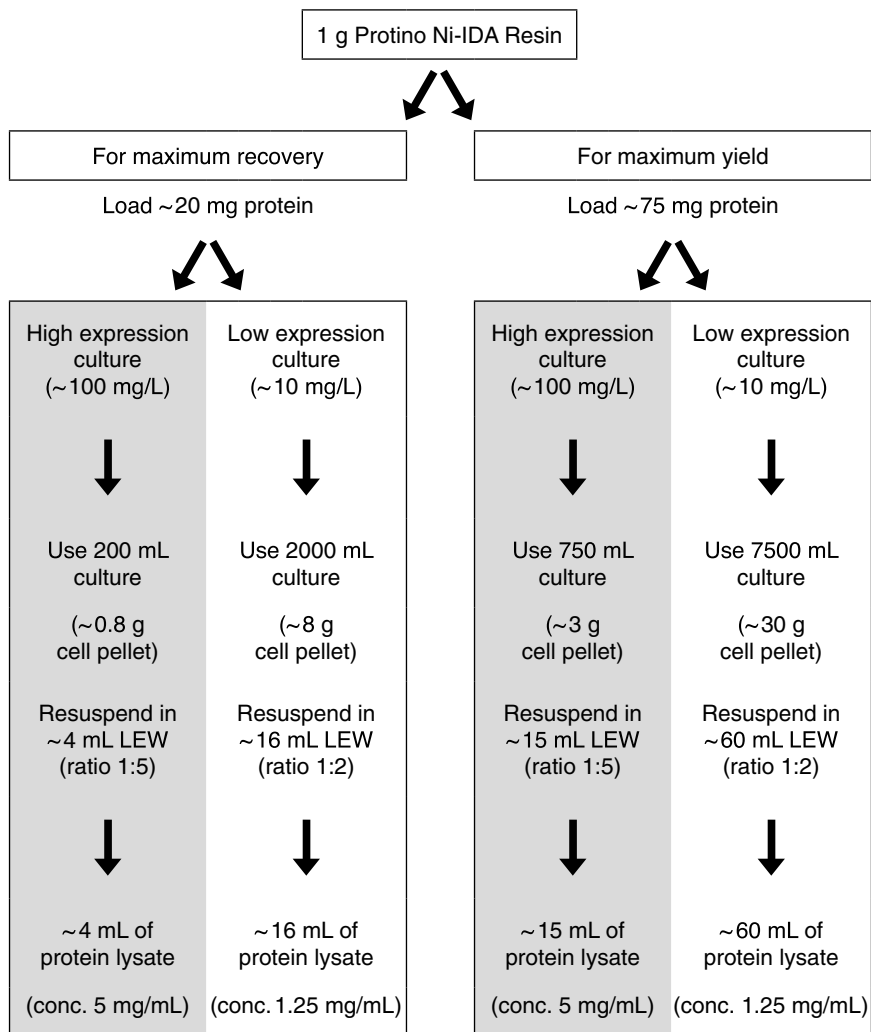 1 g Protino Ni-IDA Resin
For maximum recovery
Load ~20 mg protein
High expression
culture
(~100 mg/L)
Use 200 mL
culture
(~0.8 g
cell pellet)
Resuspend in
~4 mL LEW
(ratio 1:5)
~4 mL of
protein lysate
(conc. 5 mg/mL)
Low expression
culture
(~10 mg/L)
Use 2000 mL
culture
(~8 g
cell pellet)
Resuspend in
~16 mL LEW
(ratio 1:2)
~16 mL of
protein lysate
(conc. 1.25 mg/mL)
For maximum yield
Load ~75 mg protein
High expression
culture
(~100 mg/L)
Use 750 mL
culture
(~3 g
cell pellet)
Resuspend in
~15 mL LEW
(ratio 1:5)
~15 mL of
protein lysate
(conc. 5 mg/mL)
Low expression
culture
(~10 mg/L)
Use 7500 mL
culture
(~30 g
cell pellet)
Resuspend in
~60 mL LEW
(ratio 1:2)
~60 mL of
protein lysate
(conc. 1.25 mg/mL)